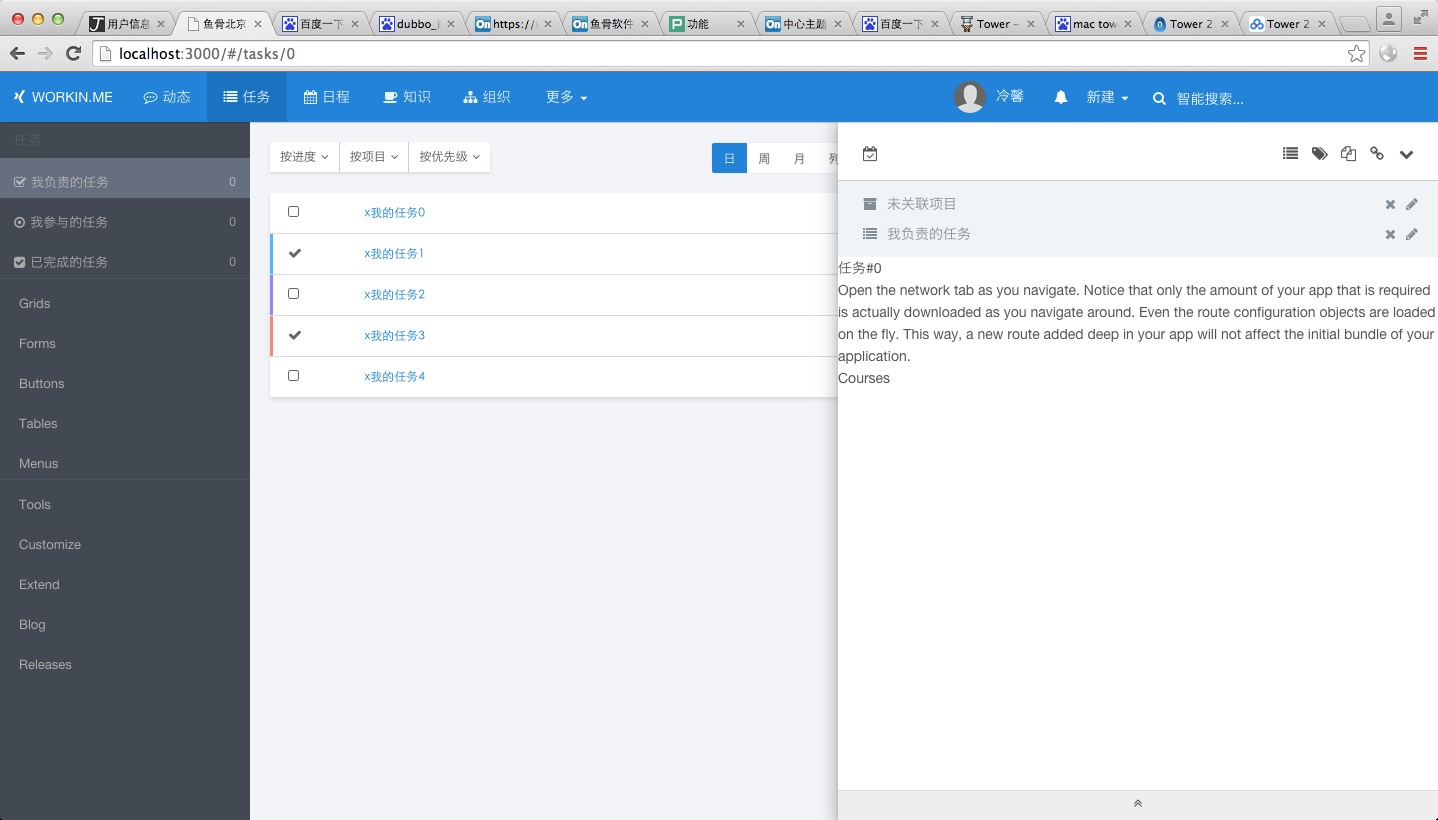 用户信息
鱼骨北京
百度一下
dubbo_
On https://
On 鱼骨软件
P 功能
On 中心主题
百度一下
Tower –
mac tow
Tower 2
Tower 2
localhost:3000/#/tasks/0
WORKIN.ME
动态
任务
日程
知识
组织
更多
冷馨
新建
智能搜索...
任务
我负责的任务 0
我参与的任务 0
已完成的任务 0
Grids
Forms
Buttons
Tables
Menus
Tools
Customize
Extend
Blog
Releases
按进度
按项目
按优先级
日
周
月
x我的任务0
x我的任务1
x我的任务2
x我的任务3
x我的任务4
未关联项目
我负责的任务
任务#0
Open the network tab as you navigate. Notice that only the amount of your app that is required
is actually downloaded as you navigate around. Even the route configuration objects are loaded
on the fly. This way, a new route added deep in your app will not affect the initial bundle of your
application.
Courses